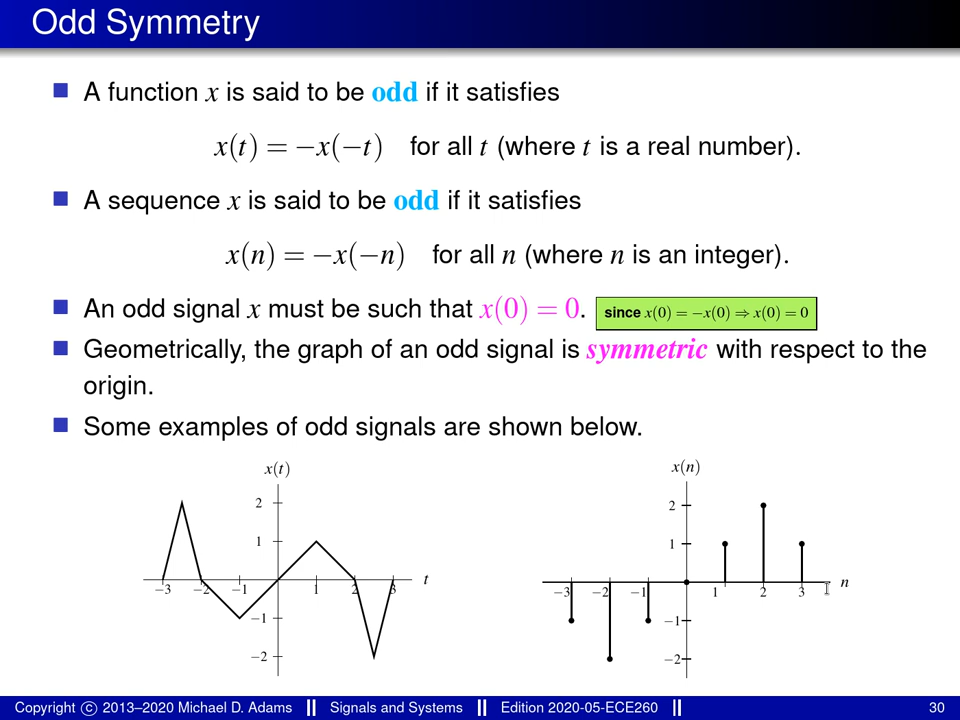 Odd Symmetry
A function x is said to be odd if it satisfies
x(t) = −x(−t) for all t (where t is a real number).
A sequence x is said to be odd if it satisfies
x(n) = −x(−n) for all n (where n is an integer).
An odd signal x must be such that x(0) = 0. since x(0) = −x(0) ⇒ x(0) = 0
Geometrically, the graph of an odd signal is symmetric with respect to the
origin.
Some examples of odd signals are shown below.
x(t)
2
1
−3 −2 −1 1 2 3 t
−1
−2
x(n)
2
1
−3 −2 −1 1 2 3 n
−1
−2
Copyright © 2013–2020 Michael D. Adams Signals and Systems Edition 2020-05-ECE260 30